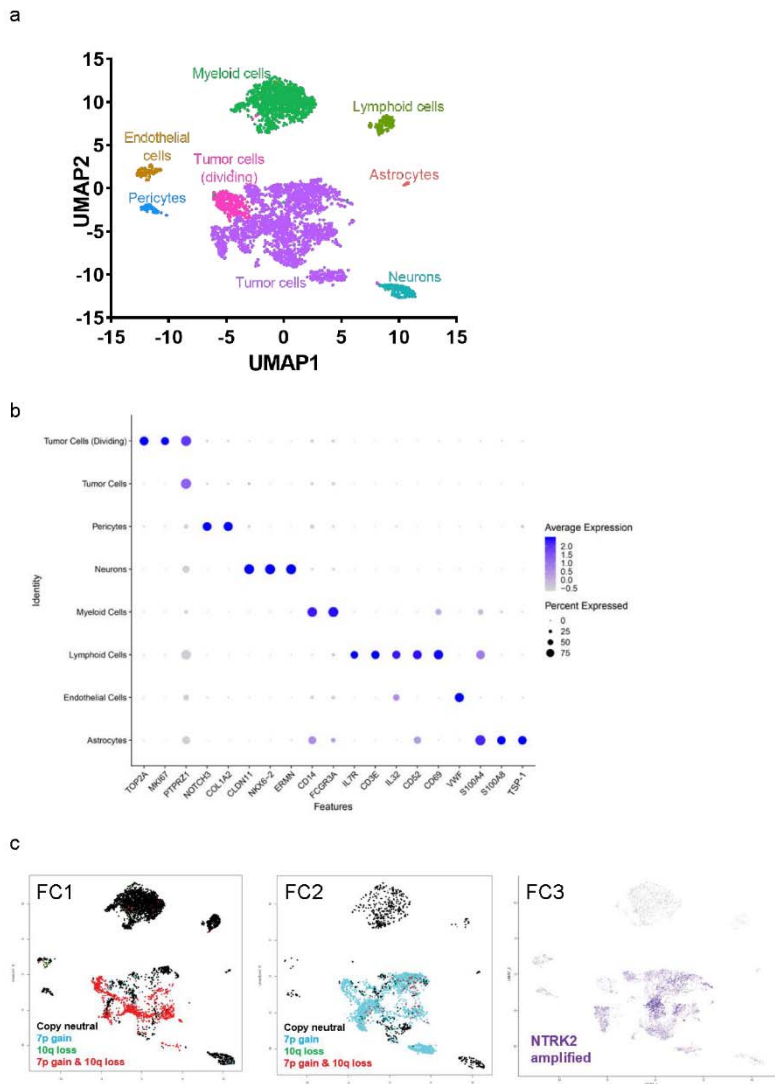 a
Myeloid cells
Lymphoid cells
Endothelial
cells
Tumor cells
(dividing)
Astrocytes
Pericytes
Tumor cells
Neurons
UMAP2
15
10
5
0
-5
-10
-15
-15
-10
-5
0
5
10
15
UMAP1
b
Tumor Cells (Dividing)
Tumor Cells
Pericytes
Neurons
Myeloid Cells
Lymphoid Cells
Endothelial Cells
Astrocytes
Identity
TOP2A
MKI67
PTPRZ1
NOTCH3
COL1A2
CLDN11
NKX6-2
ERMN
CD14
FCGR3A
IL7R
CD3E
IL32
CD52
CD69
VWF
S100A4
S100A8
TSP-1
Features
Average Expression
2.0
1.5
1.0
0.5
0.0
-0.5
Percent Expressed
0
25
50
75
c
FC1
Copy neutral
7p gain
10q loss
7p gain & 10q loss
FC2
Copy neutral
7p gain
10q loss
7p gain & 10q loss
FC3
NTRK2
amplified